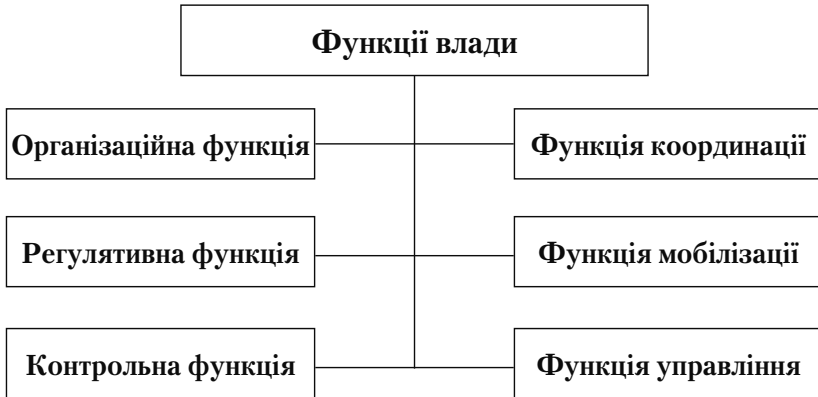 Функції влади
Організаційна функція
Функція координації
Регулятивна функція
Функція мобілізації
Контрольна функція
Функція управління